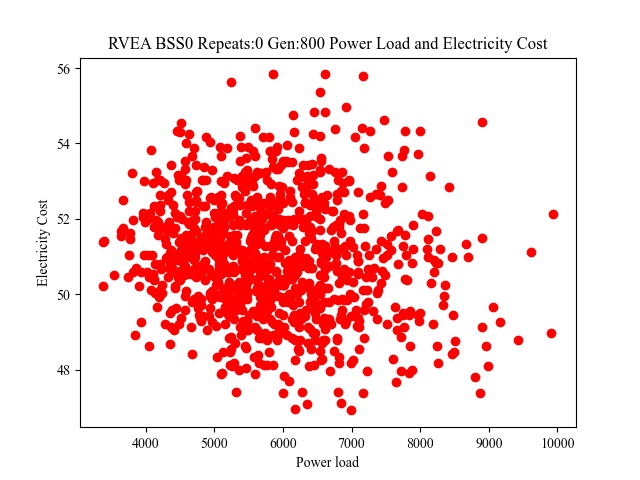 RVEA BSS0 Repeats:0 Gen:800 Power Load and Electricity Cost
56
54
52
50
48
Electricity Cost
4000 5000 6000 7000 8000 9000 10000
Power load